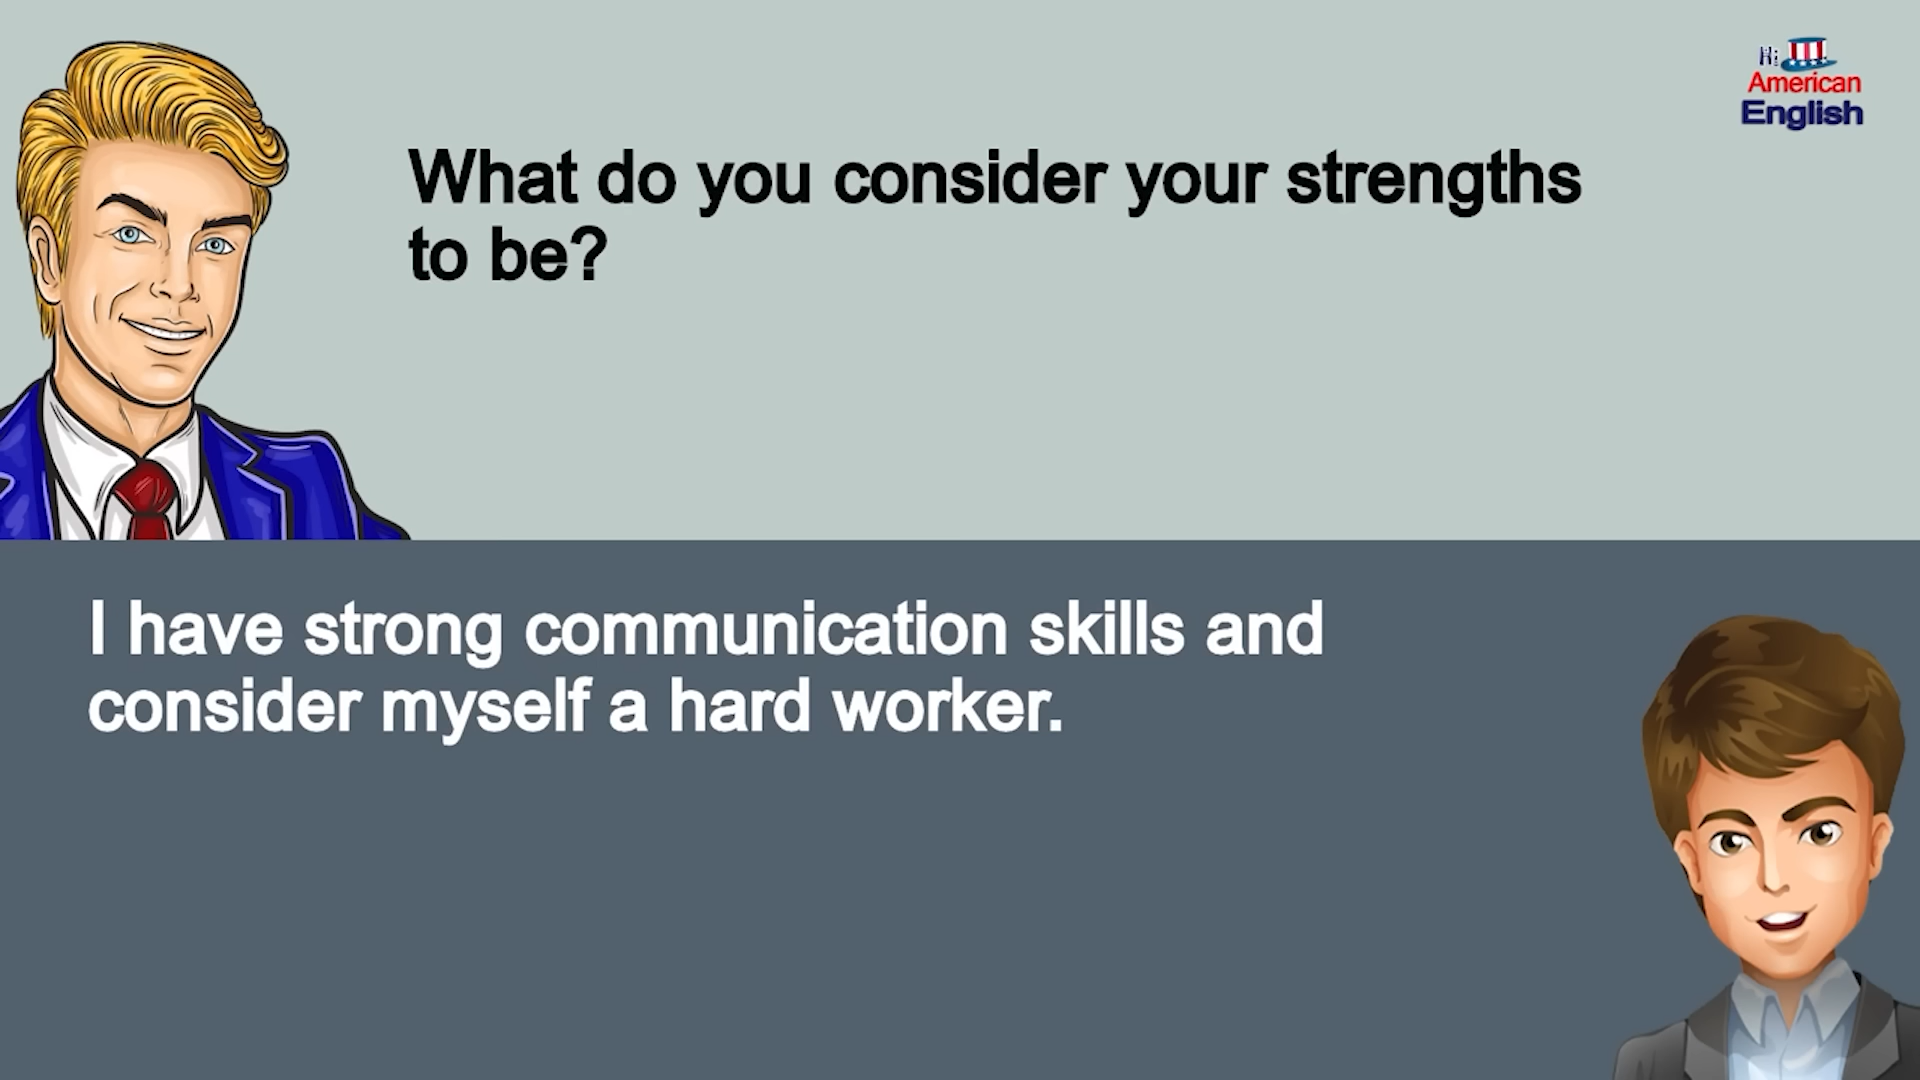 Hi
American
English
What do you consider your strengths
to be?
I have strong communication skills and
consider myself a hard worker.